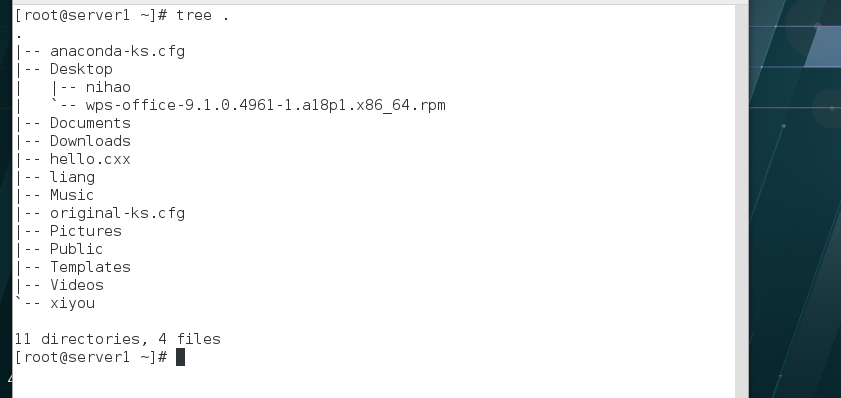 [root@server1 ~]# tree .
.
|-- anaconda-ks.cfg
|-- Desktop
|   |-- nihao
|   `-- wps-office-9.1.0.4961-1.a18p1.x86_64.rpm
|-- Documents
|-- Downloads
|-- hello.cxx
|-- liang
|-- Music
|-- original-ks.cfg
|-- Pictures
|-- Public
|-- Templates
|-- Videos
`-- xiyou

11 directories, 4 files
[root@server1 ~]#